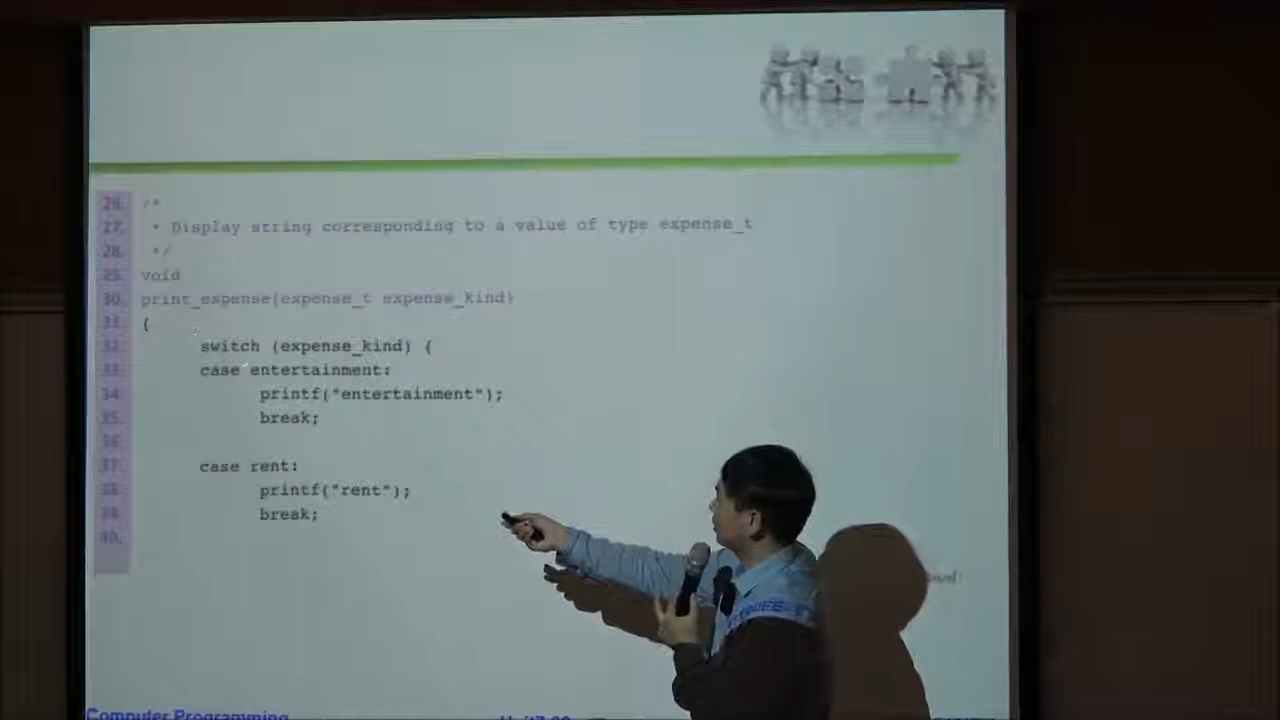 26. /*
27. * Display string corresponding to a value of type expense_t
28. */
29. void
30. print_expense(expense_t expense_kind)
31. {
32. switch (expense_kind) {
33. case entertainment:
34. printf("entertainment");
35. break;
36.
37. case rent:
38. printf("rent");
39. break;
40.
Computer Programming